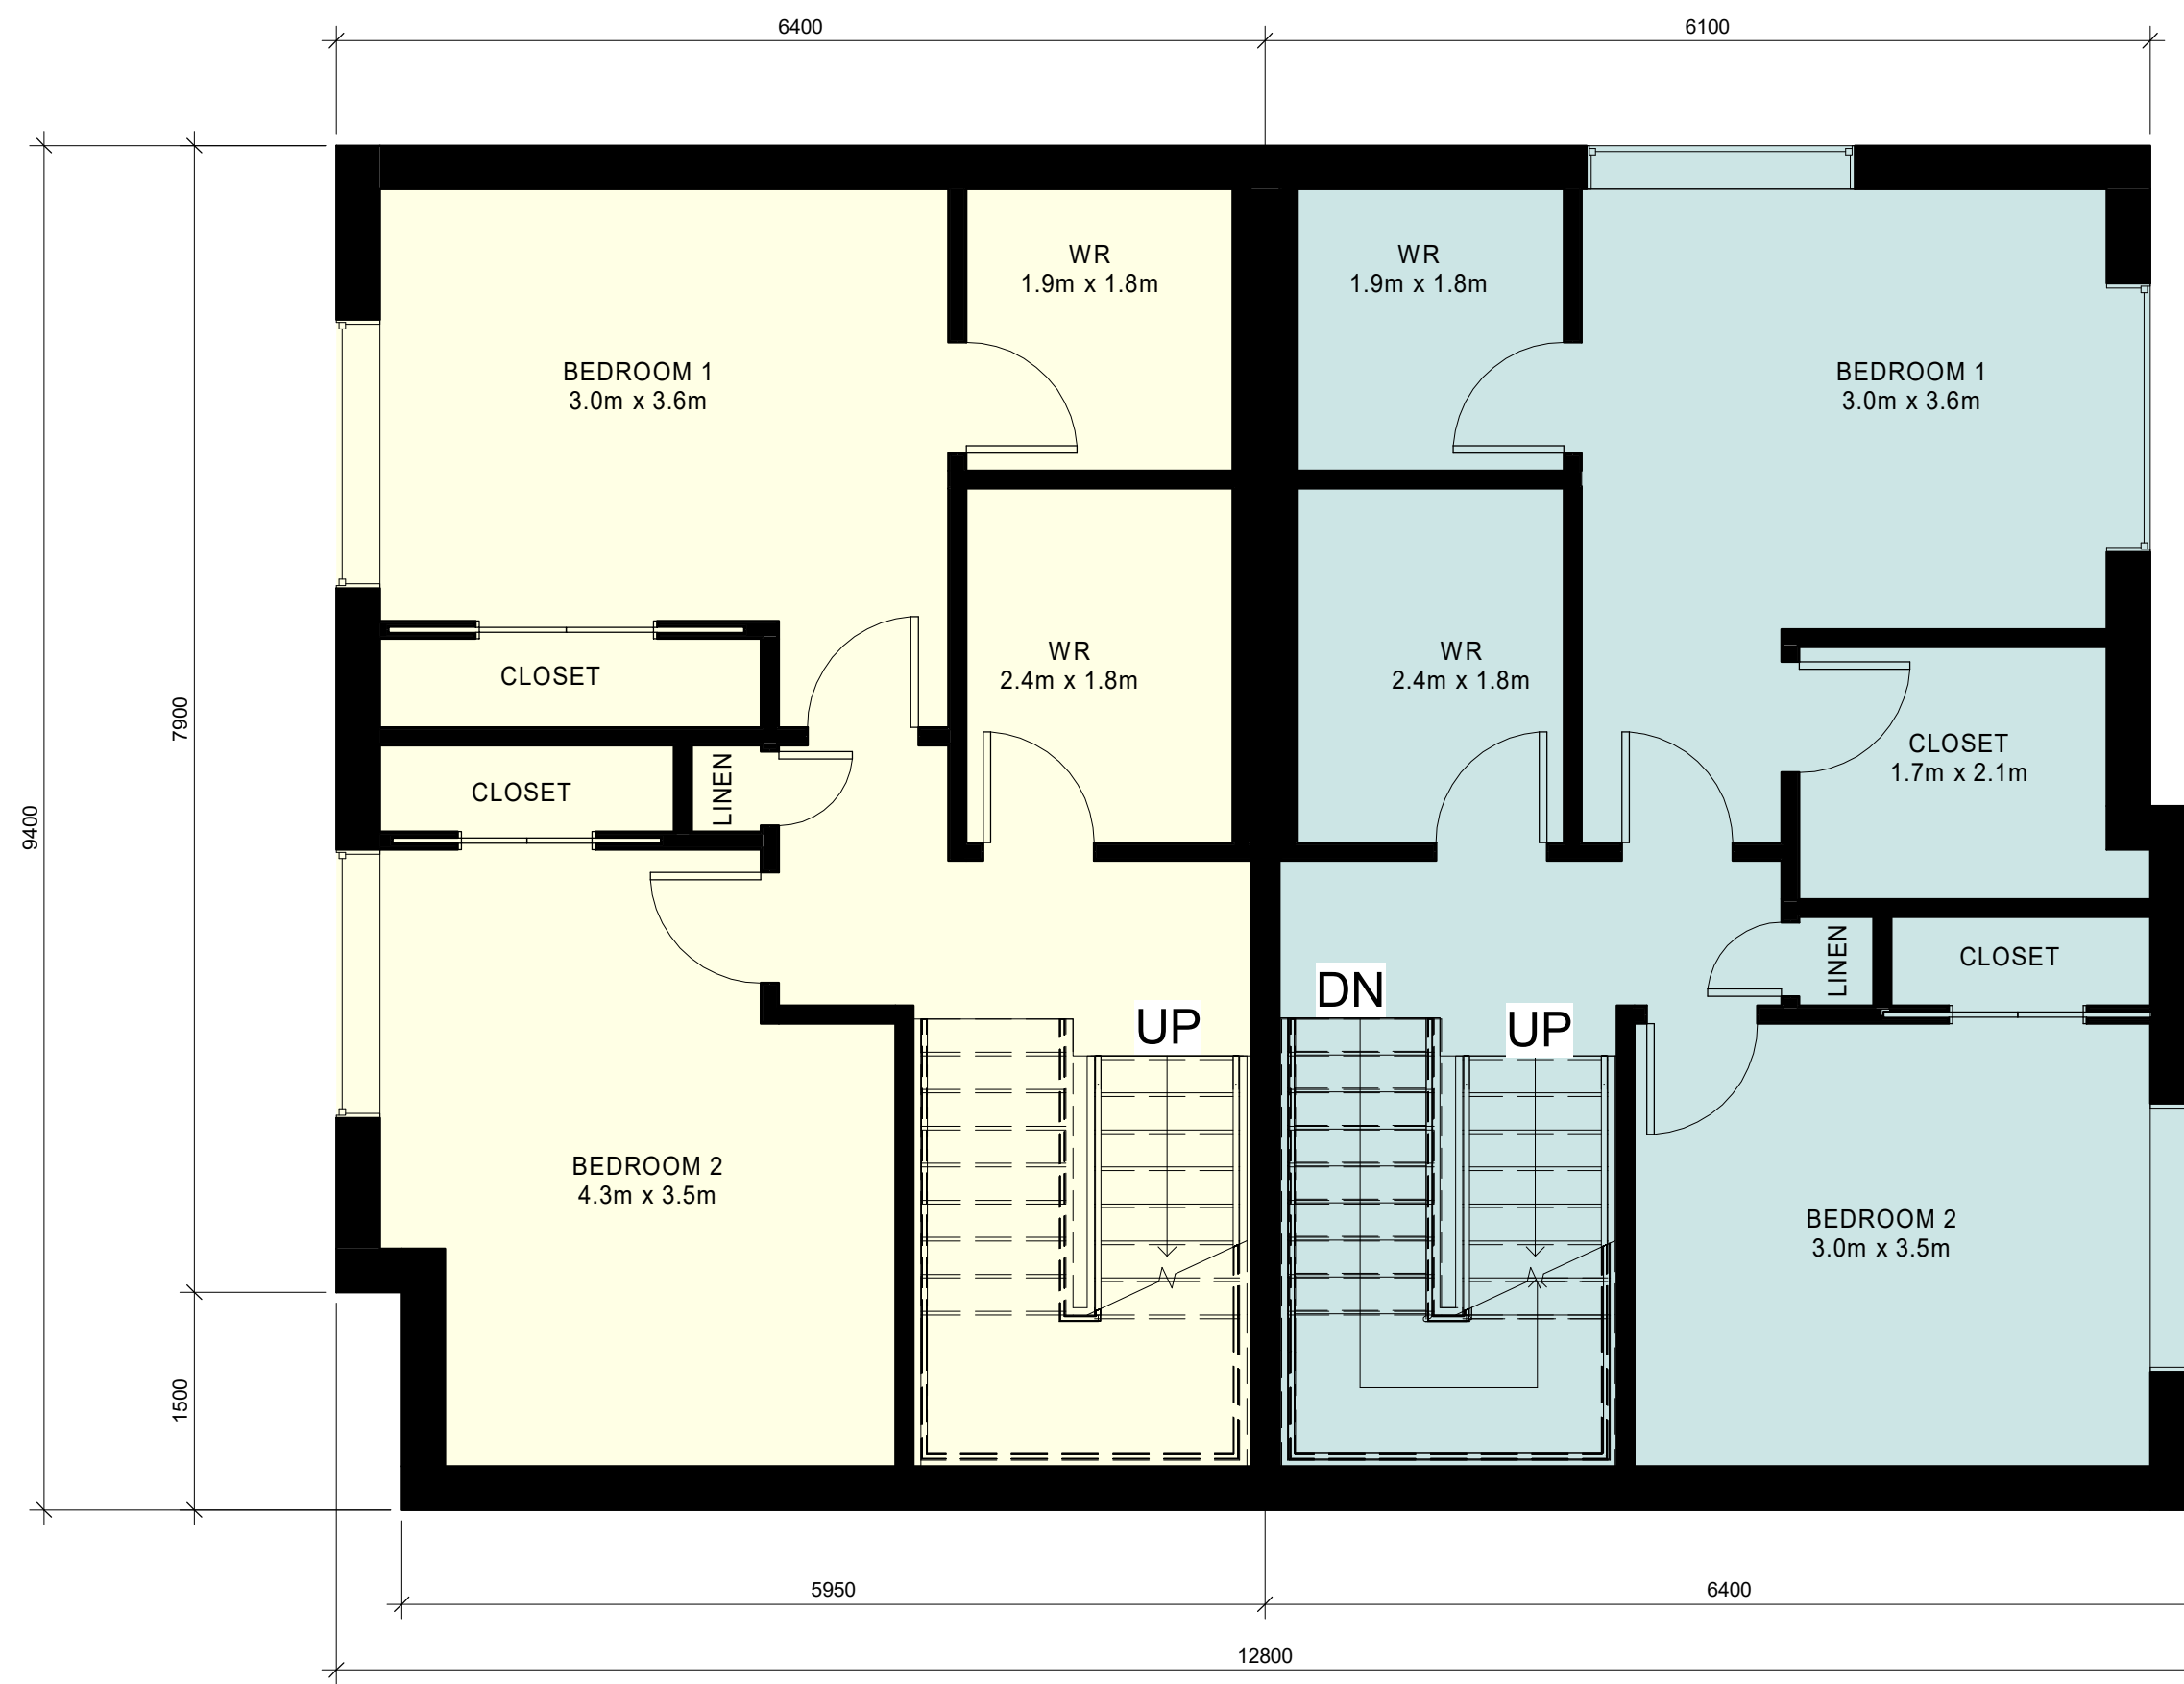 6400
6100
WR
1.9m x 1.8m
WR
1.9m x 1.8m
BEDROOM 1
3.0m x 3.6m
BEDROOM 1
3.0m x 3.6m
CLOSET
WR
2.4m x 1.8m
WR
2.4m x 1.8m
7900
9400
CLOSET
LINEN
CLOSET
1.7m x 2.1m
LINEN
CLOSET
DN
UP
UP
BEDROOM 2
4.3m x 3.5m
BEDROOM 2
3.0m x 3.5m
1500
5950
6400
12800